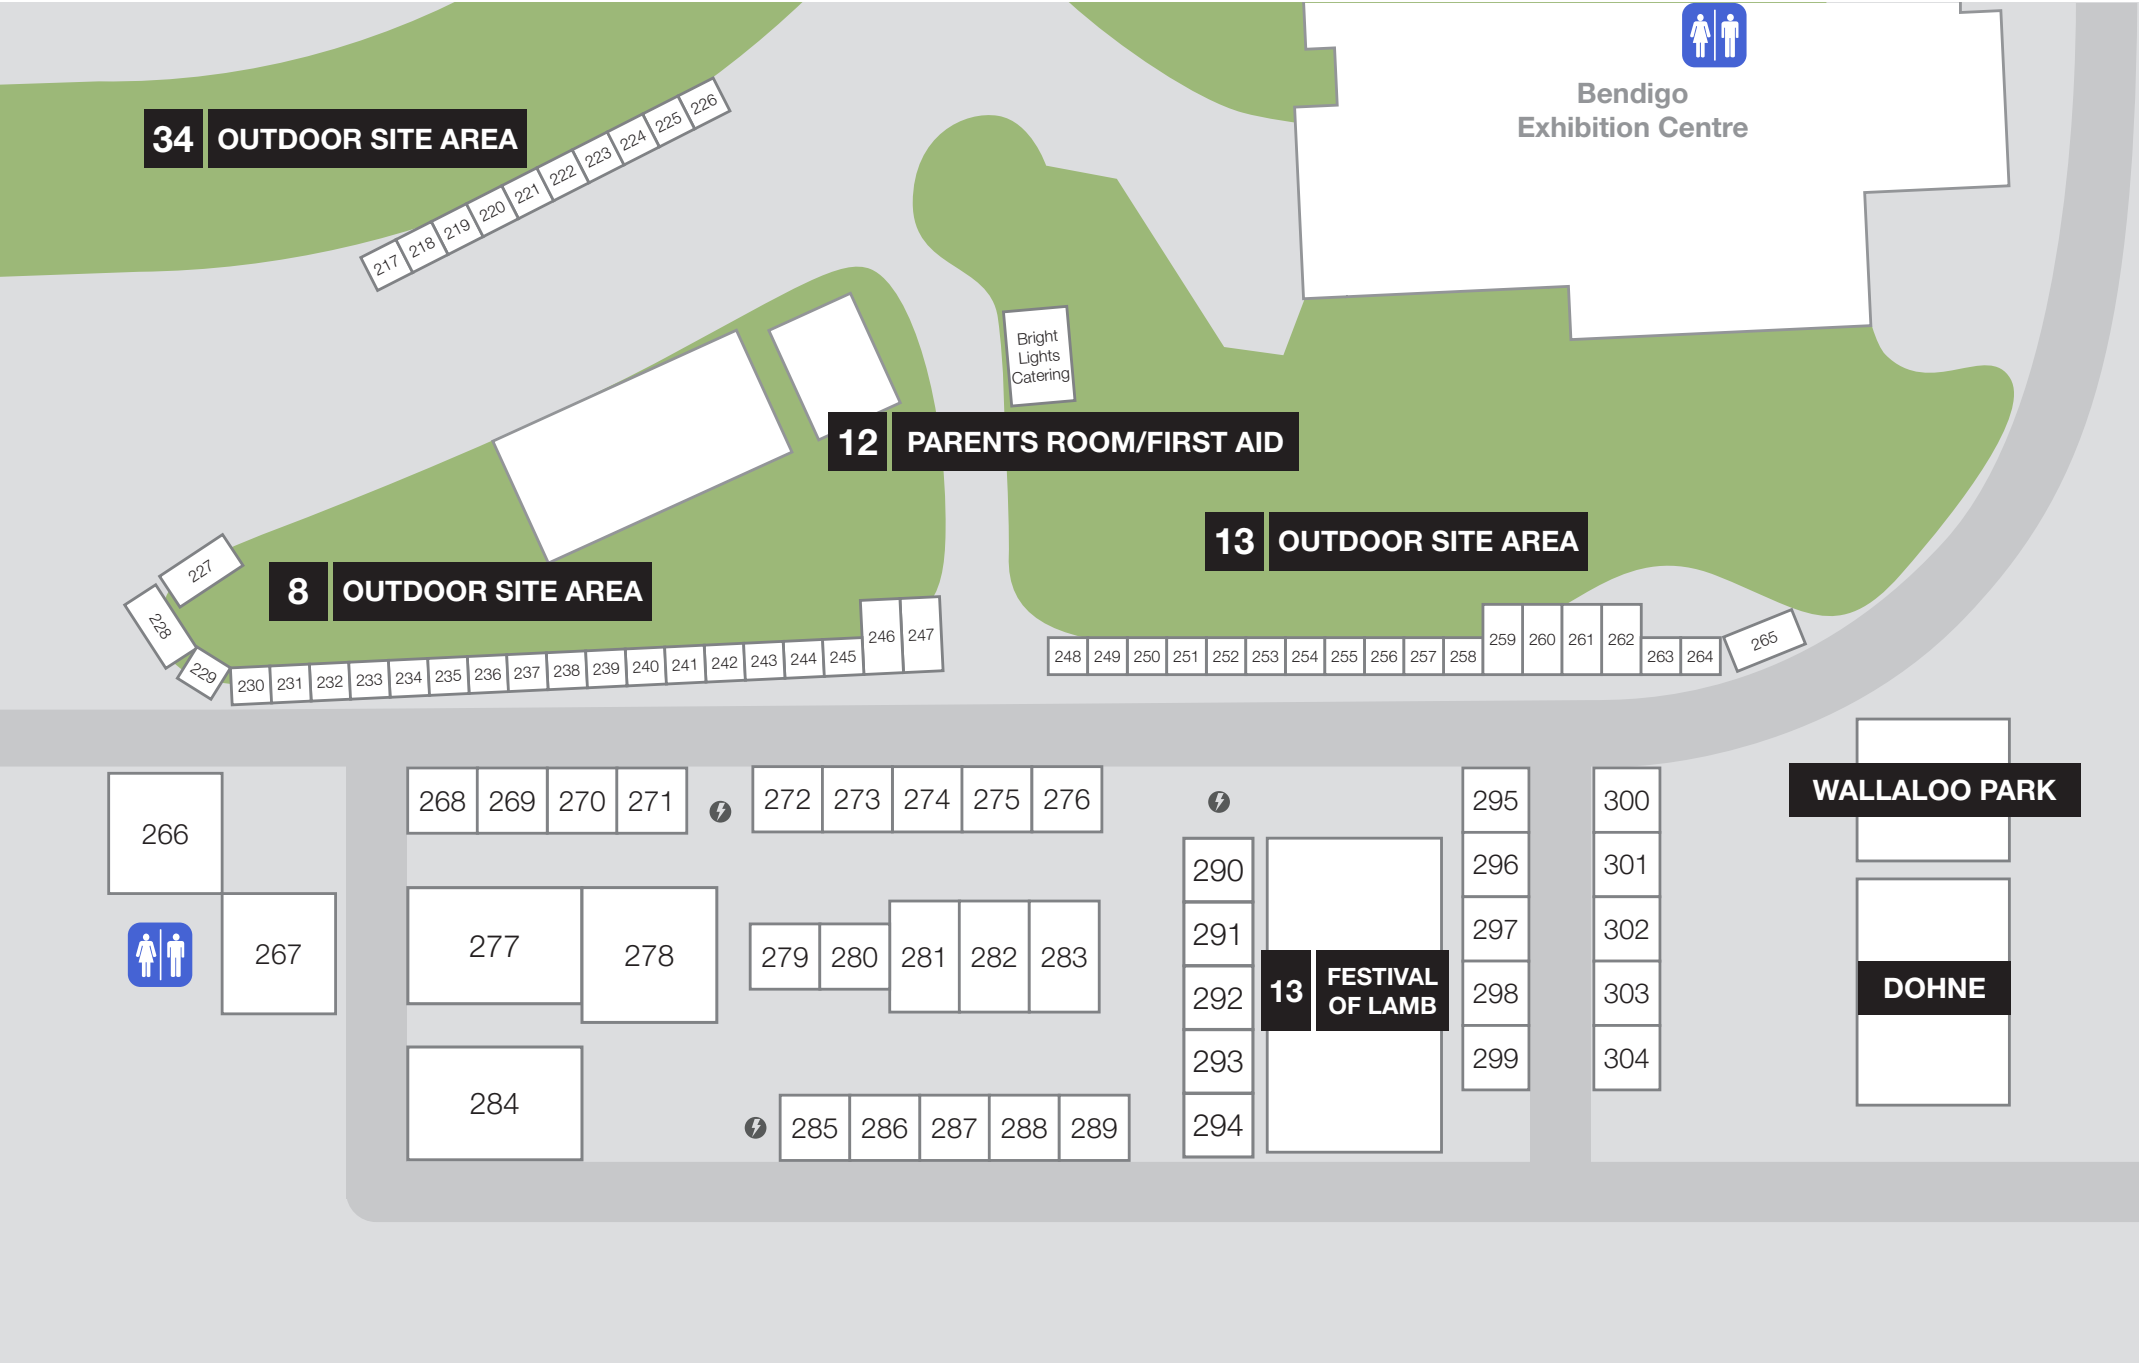 Bendigo
Exhibition Centre
34 OUTDOOR SITE AREA
217 218 219 220 221 222 223 224 225 226
Bright
Lights
Catering
12 PARENTS ROOM/FIRST AID
13 OUTDOOR SITE AREA
8 OUTDOOR SITE AREA
227
228
229
230 231 232 233 234 235 236 237 238 239 240 241 242 243 244 245 246 247
248 249 250 251 252 253 254 255 256 257 258 259 260 261 262 263 264 265
WALLALOO PARK
266
267
268 269 270 271
272 273 274 275 276
277 278
279 280 281 282 283
284
285 286 287 288 289
290
291
292
293
294
13 FESTIVAL
OF LAMB
295
296
297
298
299
300
301
302
303
304
DOHNE